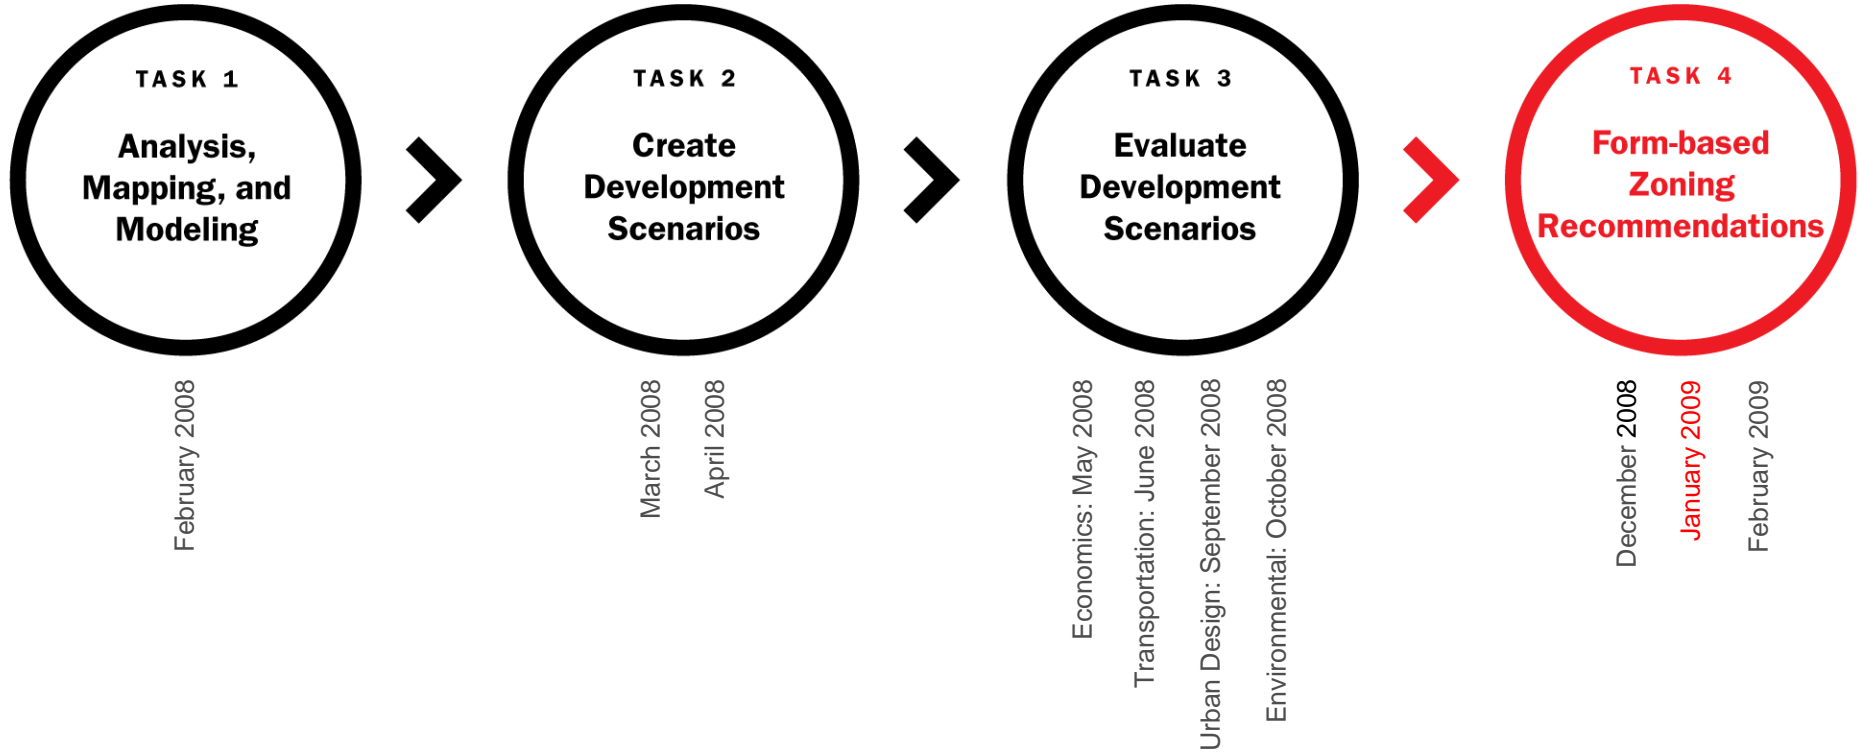 TASK 1
Analysis,
Mapping, and
Modeling
February 2008
TASK 2
Create
Development
Scenarios
March 2008
April 2008
TASK 3
Evaluate
Development
Scenarios
Economics: May 2008
Transportation: June 2008
Urban Design: September 2008
Environmental: October 2008
TASK 4
Form-based
Zoning
Recommendations
December 2008
January 2009
February 2009